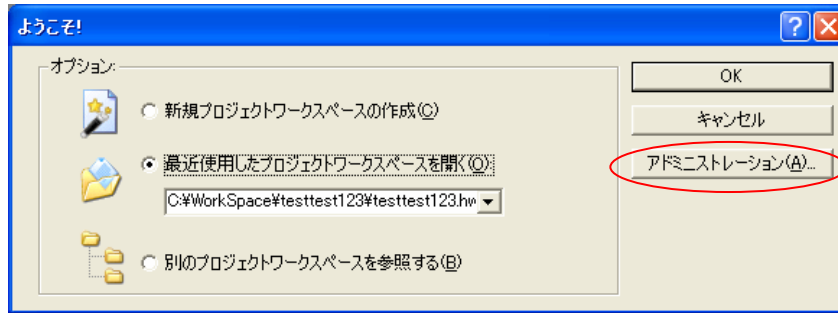 ようこそ!
オプション:
新規プロジェクトワークスペースの作成(C)
最近使用したプロジェクトワークスペースを開く(O):
C:¥WorkSpace¥testtest123¥testtest123.hw
別のプロジェクトワークスペースを参照する(B)
OK
キャンセル
アドミニストレーション(A)...